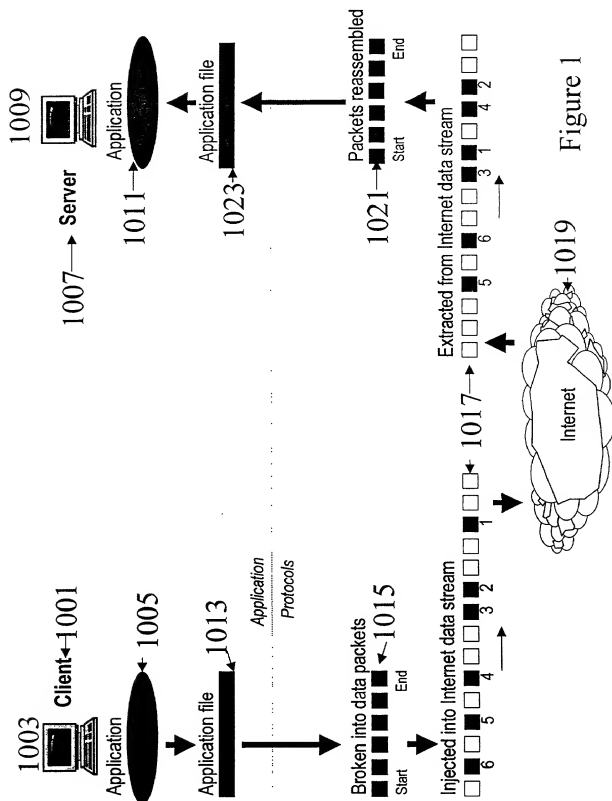 1003
Client
1001
Application
1005
Application file
1013
Application
Protocols
Broken into data packets
1015
Start
End
Injected into Internet data stream
6
5
4
3
2
1
1017
Internet
1019
1009
1007
Server
Application
1011
Application file
1023
Packets reassembled
1021
Start
End
Extracted from Internet data stream
5
6
3
1
4
2
Figure 1